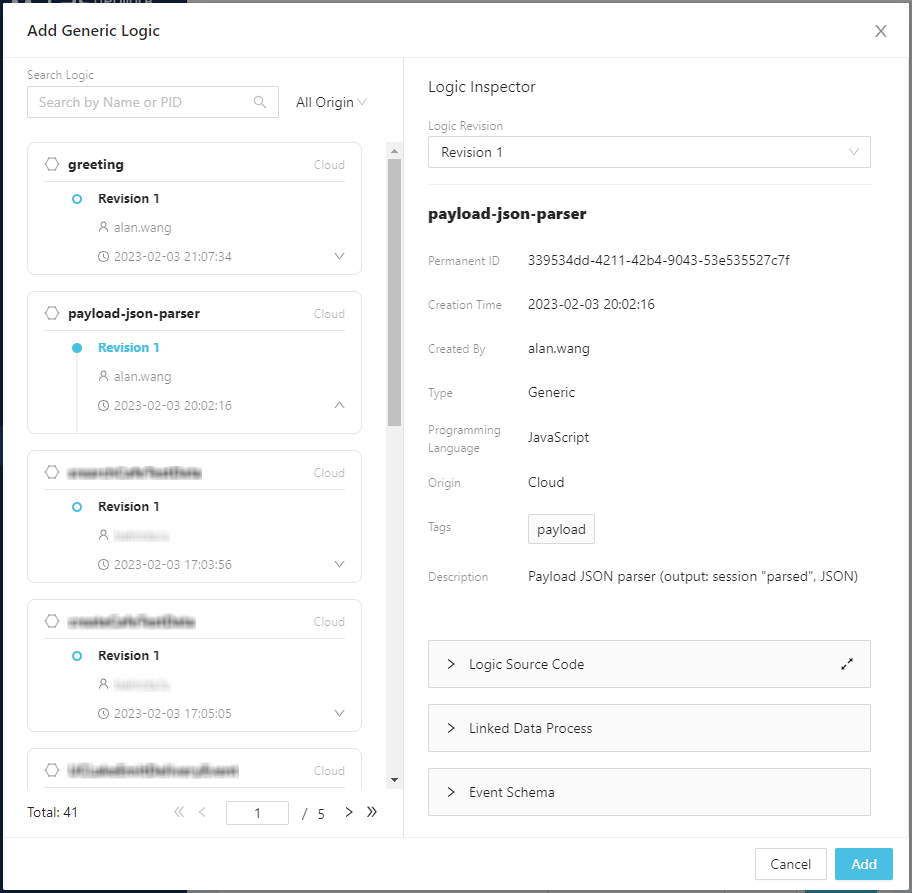 Add Generic Logic
Search Logic
Search by Name or PID
All Origin
greeting
Cloud
Revision 1
alan.wang
2023-02-03 21:07:34
payload-json-parser
Cloud
Revision 1
alan.wang
2023-02-03 20:02:16
Cloud
Revision 1
2023-02-03 17:03:56
Cloud
Revision 1
2023-02-03 17:05:05
Cloud
Total: 41
1 / 5
Logic Inspector
Logic Revision
Revision 1
payload-json-parser
Permanent ID
339534dd-4211-42b4-9043-53e535527c7f
Creation Time
2023-02-03 20:02:16
Created By
alan.wang
Type
Generic
Programming
Language
JavaScript
Origin
Cloud
Tags
payload
Description
Payload JSON parser (output: session "parsed", JSON)
Logic Source Code
Linked Data Process
Event Schema
Cancel
Add